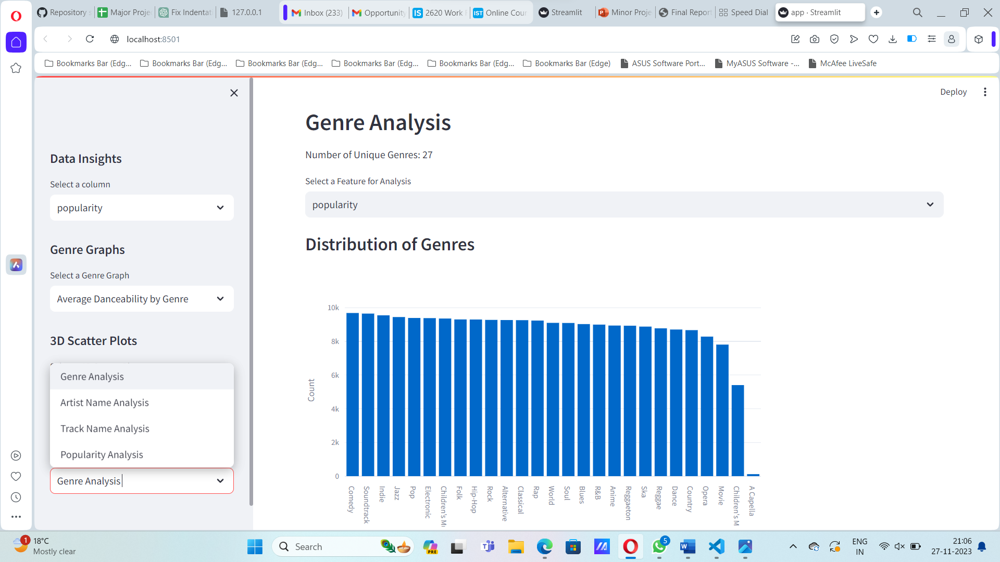 Repository s
Major Proje
Fix Indentat
127.0.0.1
Inbox (233)
Opportunity
IS
2620 Work
IST
Online Cour
Streamlit
Minor Proje
Final Report
Speed Dial
app · Streamlit
localhost:8501
Bookmarks Bar (Edg...
Bookmarks Bar (Edg...
Bookmarks Bar (Edg...
Bookmarks Bar (Edg...
Bookmarks Bar (Edg...
Bookmarks Bar (Edge)
ASUS Software Port...
MyASUS Software -...
McAfee LiveSafe
Deploy
Data Insights
Select a column
popularity
Genre Graphs
Select a Genre Graph
Average Danceability by Genre
3D Scatter Plots
Genre Analysis
Artist Name Analysis
Track Name Analysis
Popularity Analysis
Genre Analysis
Genre Analysis
Number of Unique Genres: 27
Select a Feature for Analysis
popularity
Distribution of Genres
10k
8k
6k
4k
2k
0
Count
Comedy
Soundtrack
Indie
Jazz
Pop
Electronic
Children's M
Folk
Hip-Hop
Rock
Alternative
Classical
Rap
World
Soul
Blues
R&B
Anime
Reggaeton
Ska
Reggae
Dance
Country
Opera
Movie
Children's M
A Capella
1
18°C
Mostly clear
Search
PRE
5
ENG
IN
21:06
27-11-2023